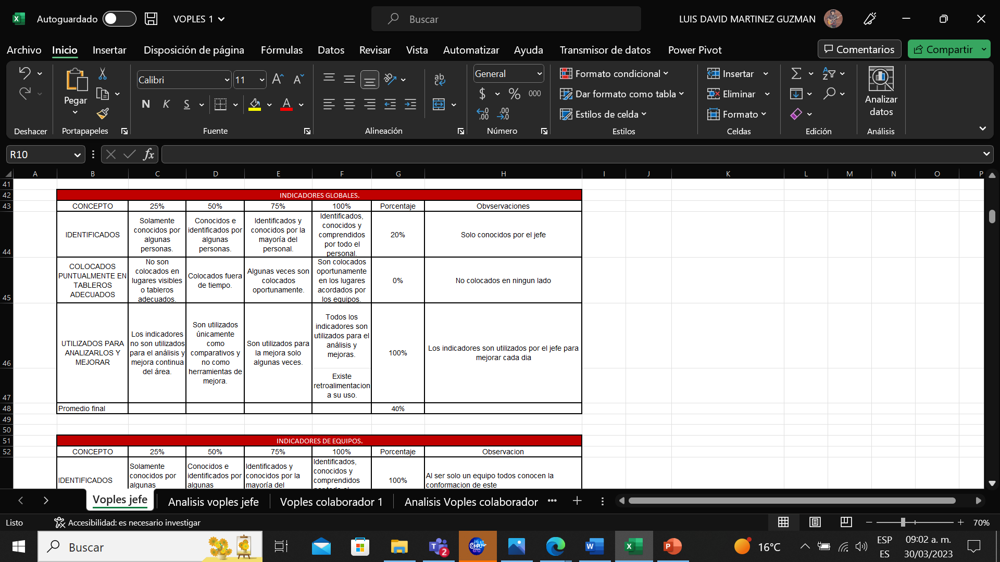 Autoguardado
VOPLES 1
Buscar
LUIS DAVID MARTINEZ GUZMAN
Archivo Inicio Insertar Disposición de página Fórmulas Datos Revisar Vista Automatizar Ayuda Transmisor de datos Power Pivot
Comentarios Compartir
Pegar
Calibri 11
N K S
ab
General
$ % 000
Formato condicional
Dar formato como tabla
Estilos de celda
Insertar
Eliminar
Formato
Analizar
datos
Deshacer Portapapeles Fuente Alineación Número Estilos Celdas Edición Análisis
R10
fx
A B C D E F G H I J K L M N O P
41
42 INDICADORES GLOBALES.
43 CONCEPTO 25% 50% 75% 100% Porcentaje Obvservaciones
44
IDENTIFICADOS
Solamente
conocidos por
algunas
personas.
Conocidos e
identificados por
algunas
personas.
Identificados y
conocidos por la
mayoría del
personal.
Identificados,
conocidos y
comprendidos
por todo el
personal.
20%
Solo conocidos por el jefe
45
COLOCADOS
PUNTUALMENTE EN
TABLEROS
ADECUADOS
No son
colocados en
lugares visibles
o tableros
adecuados.
Colocados fuera
de tiempo.
Algunas veces son
colocados
oportunamente.
Son colocados
oportunamente
en los lugares
acordados por
los equipos.
0%
No colocados en ningun lado
46
UTILIZADOS PARA
ANALIZARLOS Y
MEJORAR
Los indicadores
no son utilizados
para el análisis y
mejora continua
del área.
Son utilizados
únicamente
como
comparativos y
no como
herramientas de
mejora.
Son utilizados para
la mejora solo
algunas veces.
Todos los
indicadores son
utilizados para el
análisis y
mejoras.
100%
Los indicadores son utilizados por el jefe para
mejorar cada dia
47
Existe
retroalimentacion
a su uso.
48 Promedio final 40%
49
50
51 INDICADORES DE EQUIPOS.
52 CONCEPTO 25% 50% 75% 100% Porcentaje Observacion
IDENTIFICADOS
Solamente
conocidos por
algunas
Conocidos e
identificados por
algunas
Identificados y
conocidos por la
mayoría del
Identificados,
conocidos y
comprendidos
100%
Al ser solo un equipo todos conocen la
conformacion de este
Voples jefe Analisis voples jefe Voples colaborador 1 Analisis Voples colaborador
Listo
Accesibilidad: es necesario investigar
70%
Buscar
2
16°C
ESP
ES
09:02 a. m.
30/03/2023